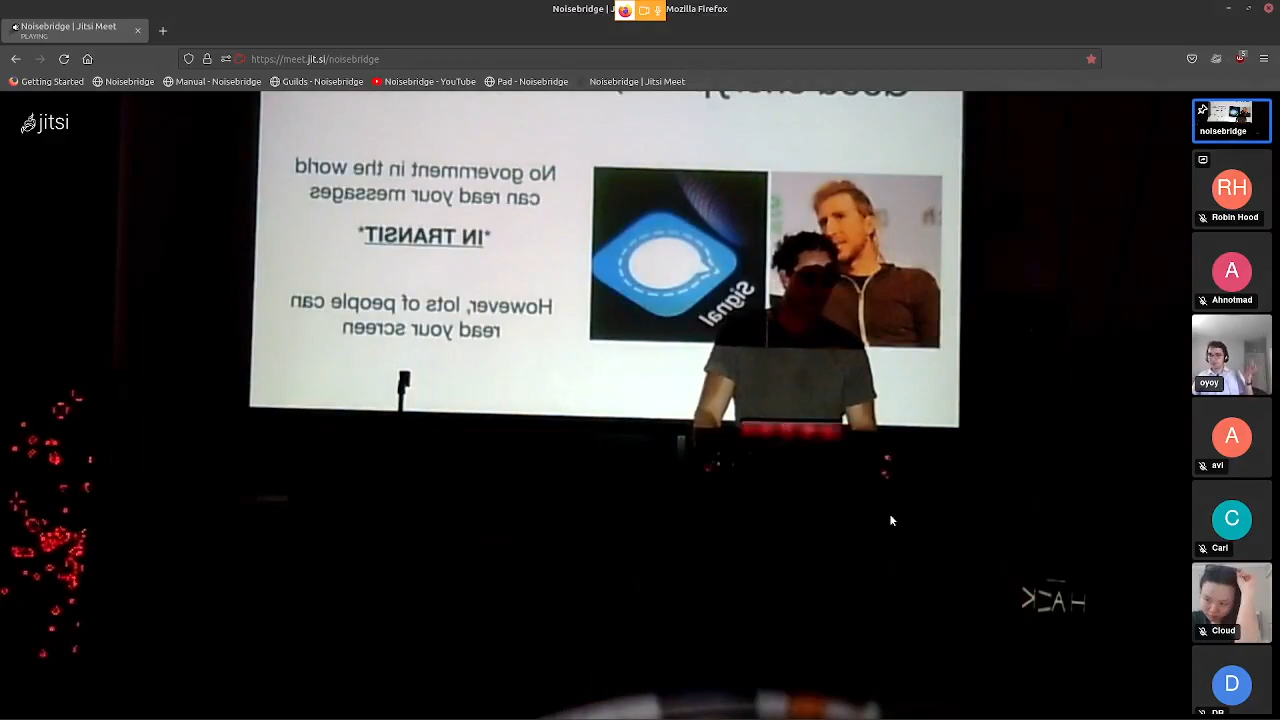 Noisebridge | J
Mozilla Firefox
Noisebridge | Jitsi Meet
PLAYING
https://meet.jit.si/noisebridge
Getting Started
Noisebridge
Manual - Noisebridge
Guilds - Noisebridge
Noisebridge - YouTube
Pad - Noisebridge
Noisebridge | Jitsi Meet
jitsi
No government in the world
can read your messages
*IN TRANSIT*
However, lots of people can
read your screen
Signal
noisebridge
RH
Robin Hood
A
Ahnotmad
oyoy
A
avi
C
Carl
Cloud
D